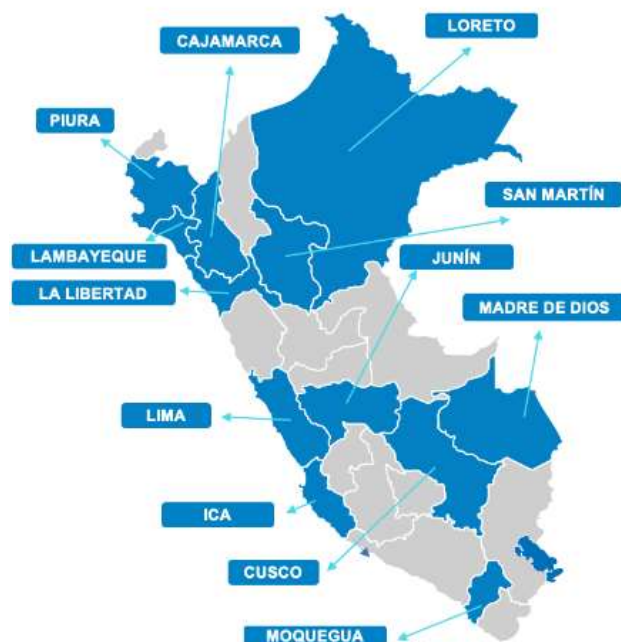 LORETO
CAJAMARCA
PIURA
SAN MARTÍN
LAMBAYEQUE
JUNÍN
LA LIBERTAD
MADRE DE DIOS
LIMA
ICA
CUSCO
MOQUEGUA